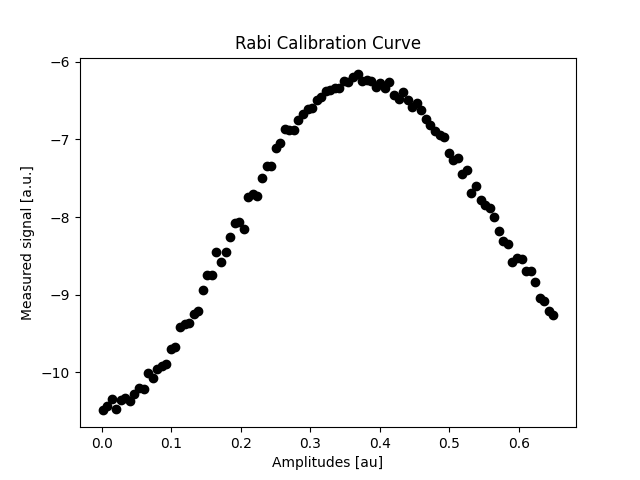 Rabi Calibration Curve
Measured signal [a.u.]
−6
−7
−8
−9
−10
0.0 0.1 0.2 0.3 0.4 0.5 0.6
Amplitudes [au]